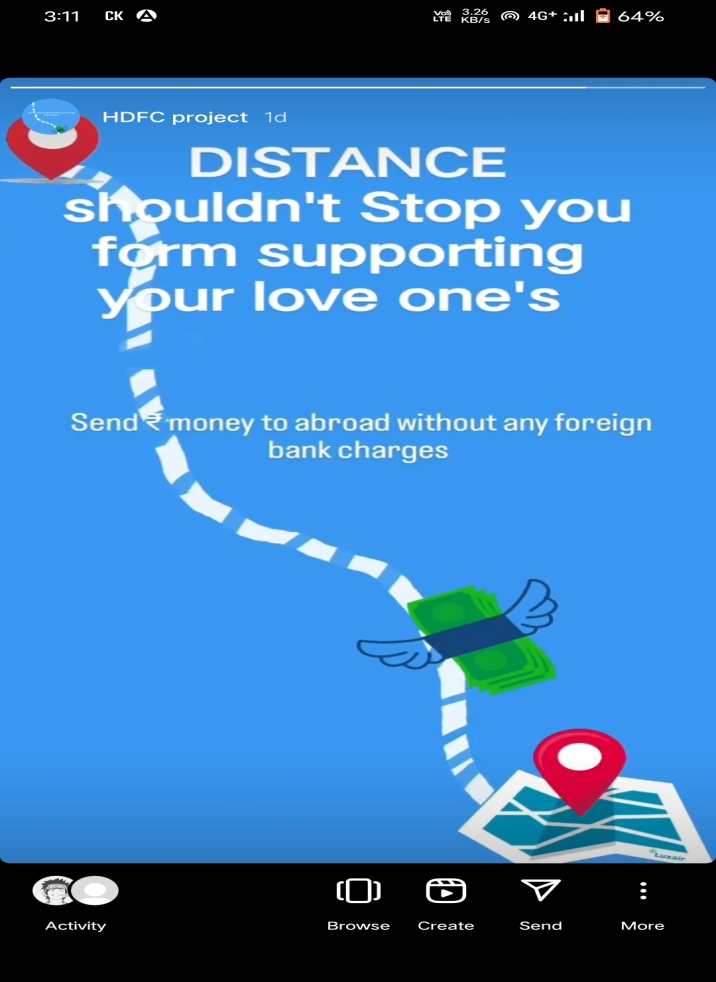 3:11 CK Vo) LTE 3.26 KB/s 4G+ 64%
HDFC project 1d
DISTANCE
shouldn't Stop you
form supporting
your love one's
Send ₹ money to abroad without any foreign
bank charges
Luxair
Activity Browse Create Send More